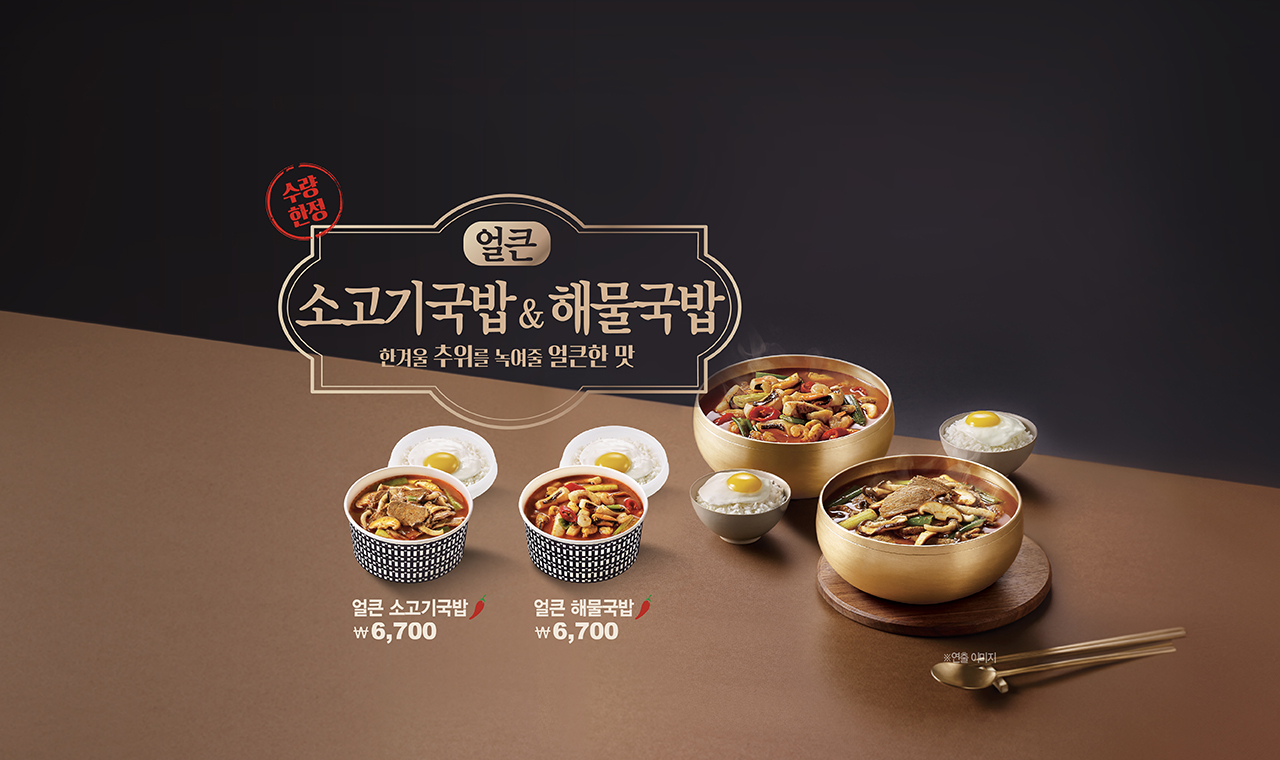 수량
한정
얼큰
소고기국밥 & 해물국밥
한겨울 추위를 녹여줄 얼큰한 맛
얼큰 소고기국밥
₩6,700
얼큰 해물국밥
₩6,700
※연출 이미지